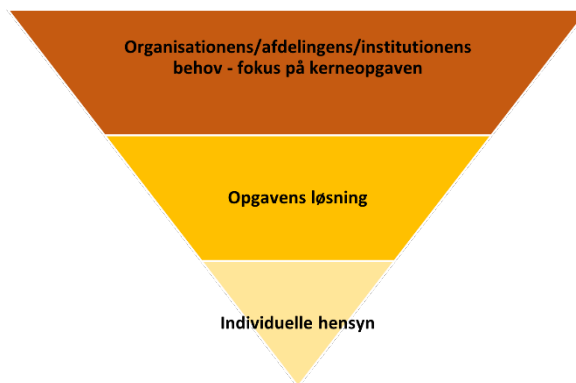 Organisationens/afdelingens/institutionens
behov - fokus på kerneopgaven
Opgavens løsning
Individuelle hensyn